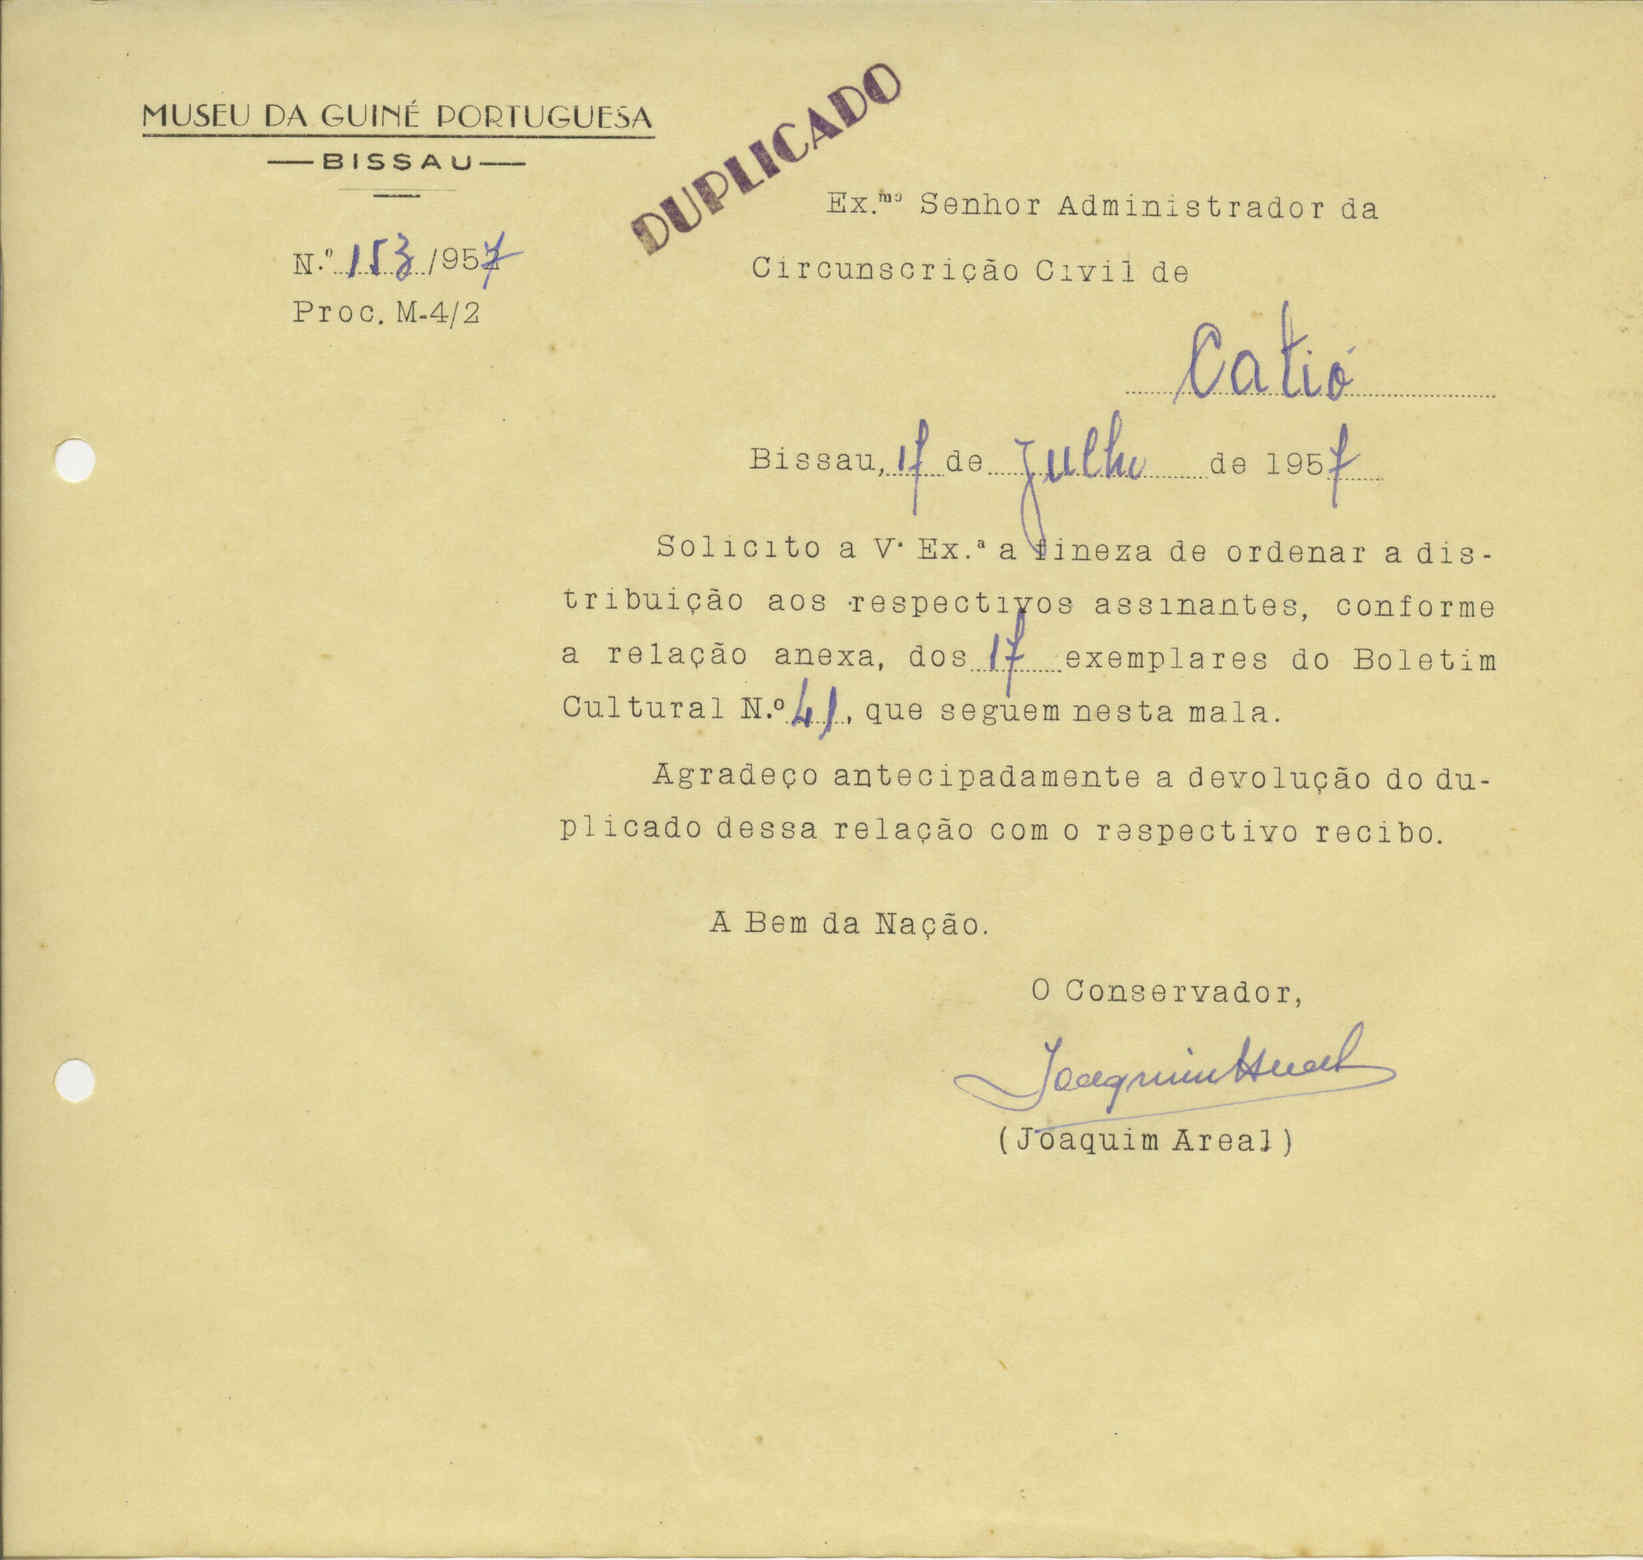 MUSEU DA GUINÉ PORTUGUESA
BISSAU
DUPLICADO
N.º 153/957
Proc. M-4/2
Ex.mo Senhor Administrador da
Circunscrição Civil de
Catió
Bissau, 17 de Julho de 1957
Solicito a V. Ex.ª a fineza de ordenar a dis-
tribuição aos respectivos assinantes, conforme
a relação anexa, dos 17 exemplares do Boletim
Cultural N.º 41, que seguem nesta mala.
Agradeço antecipadamente a devolução do du-
plicado dessa relação com o respectivo recibo.
A Bem da Nação.
O Conservador,
Joaquim Areal
(Joaquim Areal)